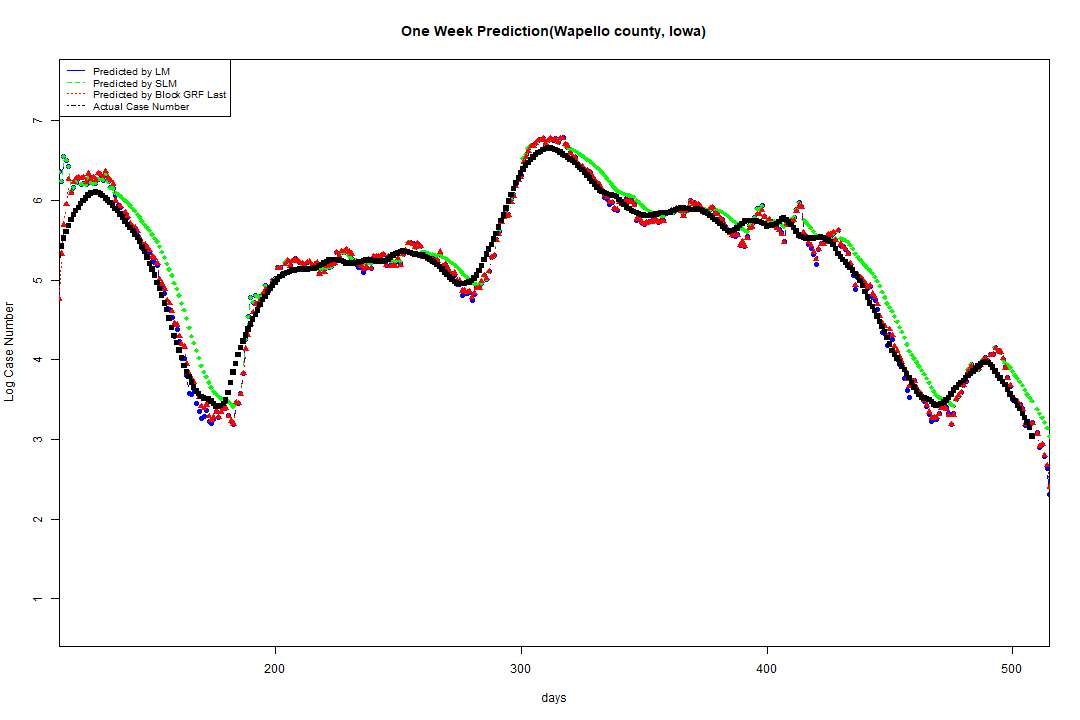 One Week Prediction(Wapello county, Iowa)
Predicted by LM
Predicted by SLM
Predicted by Block GRF Last
Actual Case Number
Log Case Number
7
6
5
4
3
2
1
200 300 400 500
days